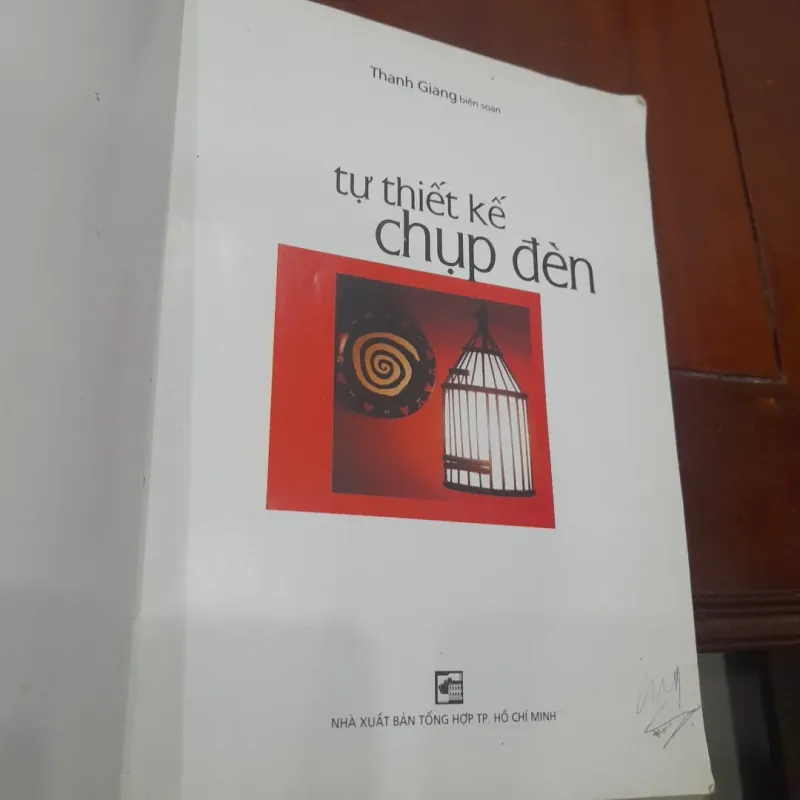 Thanh Giang biên soạn
tự thiết kế
chụp đèn
NHÀ XUẤT BẢN TỔNG HỢP TP. HỒ CHÍ MINH